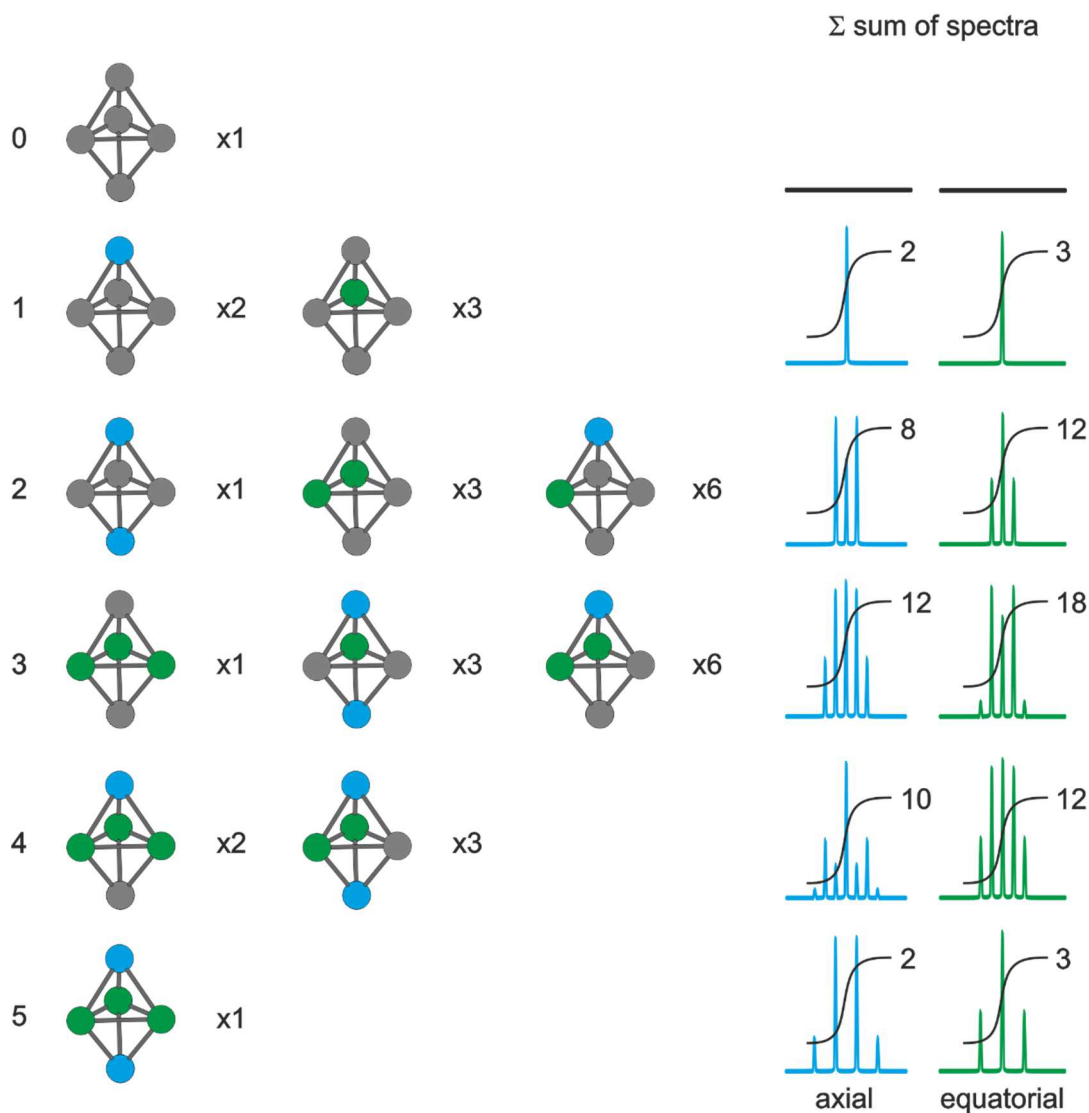 Σ sum of spectra
0 x1
1 x2 x3 2 3
2 x1 x3 x6 8 12
3 x1 x3 x6 12 18
4 x2 x3 10 12
5 x1 2 3
axial equatorial